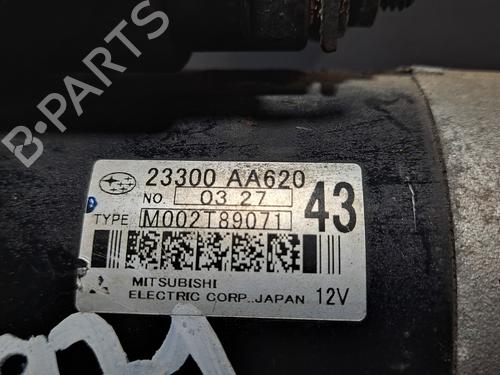 B-PARTS
23300 AA620
NO. 03 27
43
TYPE M002T89071
MITSUBISHI
ELECTRIC CORP., JAPAN 12V